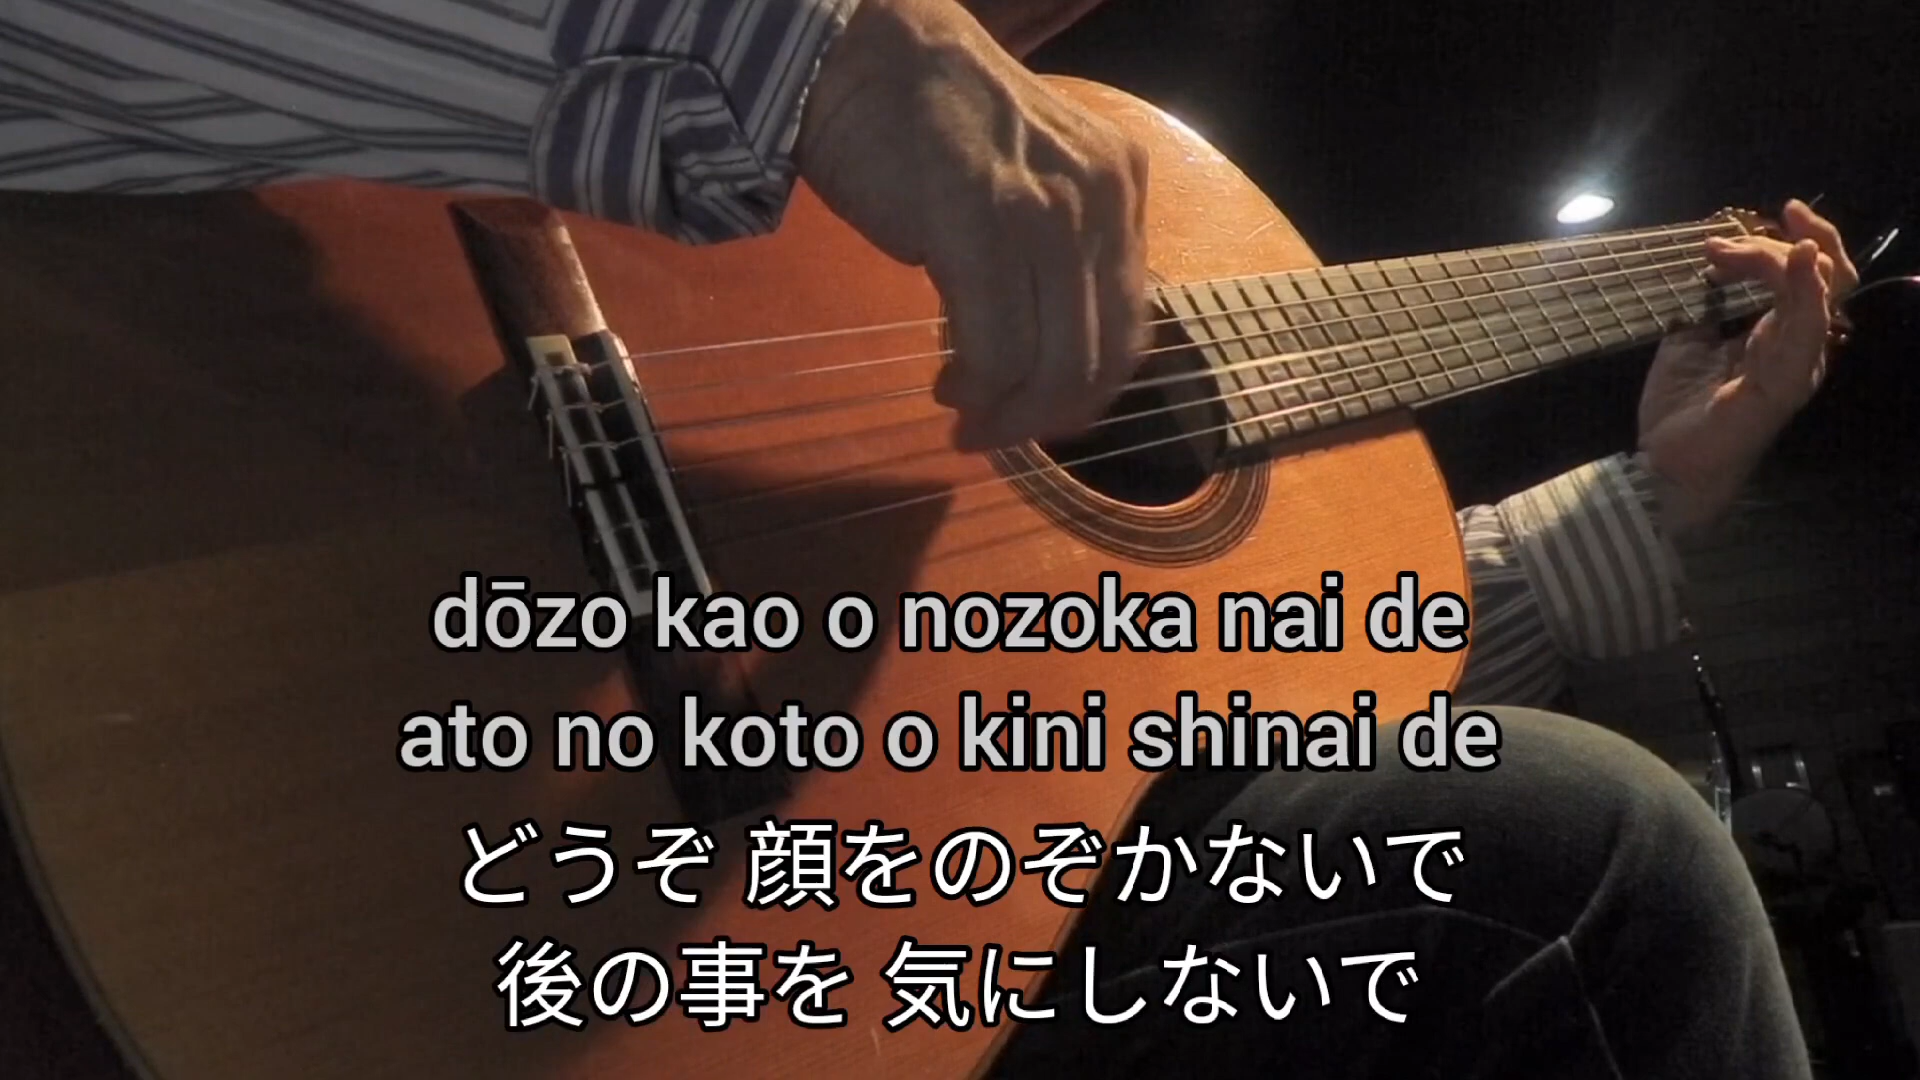 dōzo kao o nozoka nai de
ato no koto o kini shinai de
どうぞ 顔をのぞかないで
後の事を 気にしないで